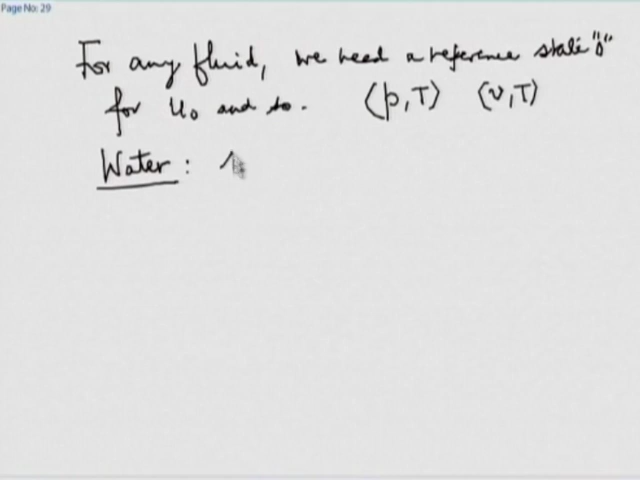 Page No: 29
For any fluid, we need a reference state "0"
for u₀ and s₀. (p,T) (v,T)
Water :